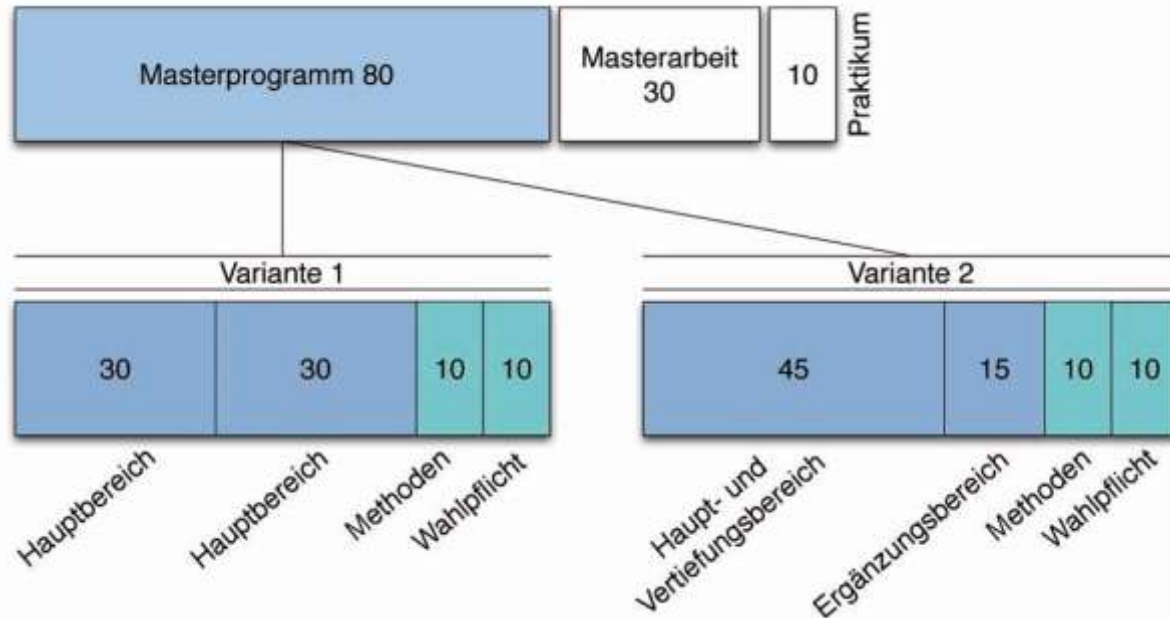 Masterprogramm 80
Masterarbeit
30
10
Praktikum
Variante 1
Variante 2
30
30
10
10
45
15
10
10
Hauptbereich
Hauptbereich
Methoden
Wahlpflicht
Haupt- und
Vertiefungsbereich
Ergänzungsbereich
Methoden
Wahlpflicht